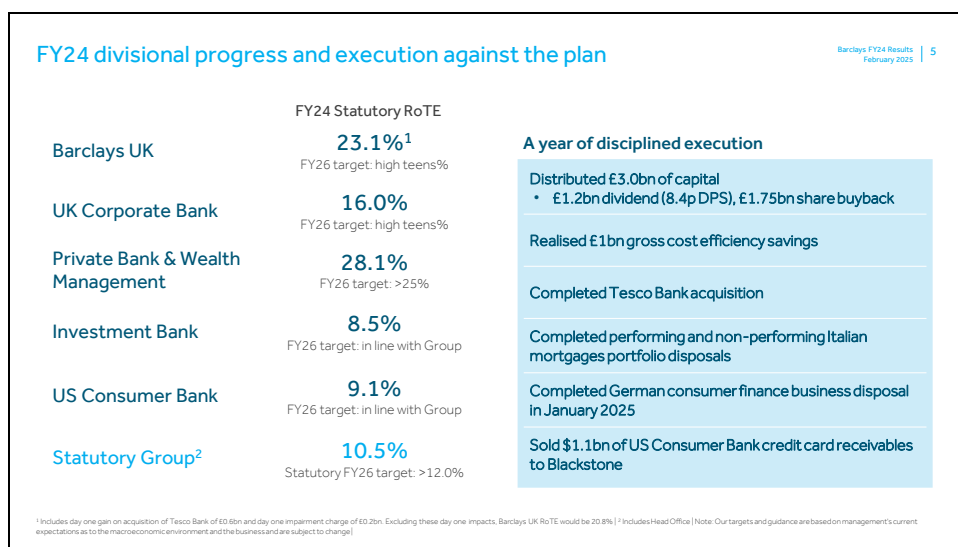 FY24 divisional progress and execution against the plan
Barclays FY24 Results
February 2025
5
FY24 Statutory RoTE
Barclays UK
23.1%¹
FY26 target: high teens%
UK Corporate Bank
16.0%
FY26 target: high teens%
Private Bank & Wealth
Management
28.1%
FY26 target: >25%
Investment Bank
8.5%
FY26 target: in line with Group
US Consumer Bank
9.1%
FY26 target: in line with Group
Statutory Group²
10.5%
Statutory FY26 target: >12.0%
A year of disciplined execution
Distributed £3.0bn of capital
• £1.2bn dividend (8.4p DPS), £1.75bn share buyback
Realised £1bn gross cost efficiency savings
Completed Tesco Bank acquisition
Completed performing and non-performing Italian
mortgages portfolio disposals
Completed German consumer finance business disposal
in January 2025
Sold $1.1bn of US Consumer Bank credit card receivables
to Blackstone
¹ Includes day one gain on acquisition of Tesco Bank of £0.6bn and day one impairment charge of £0.2bn. Excluding these day one impacts, Barclays UK RoTE would be 20.8% | ² Includes Head Office | Note: Our targets and guidance are based on management's current
expectations as to the macroeconomic environment and the business and are subject to change |